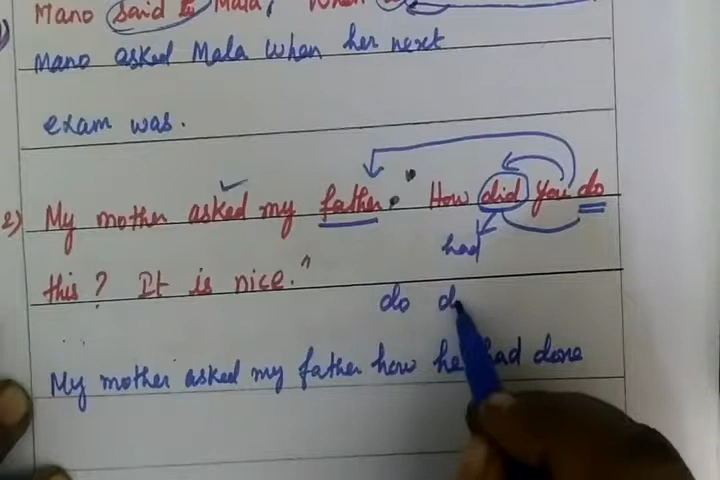 Mano said to Mala, " When
Mano asked Mala when her next
exam was.
2) My mother asked my father : " How did you do
had
this? It is nice. "
do d
My mother asked my father how he had done